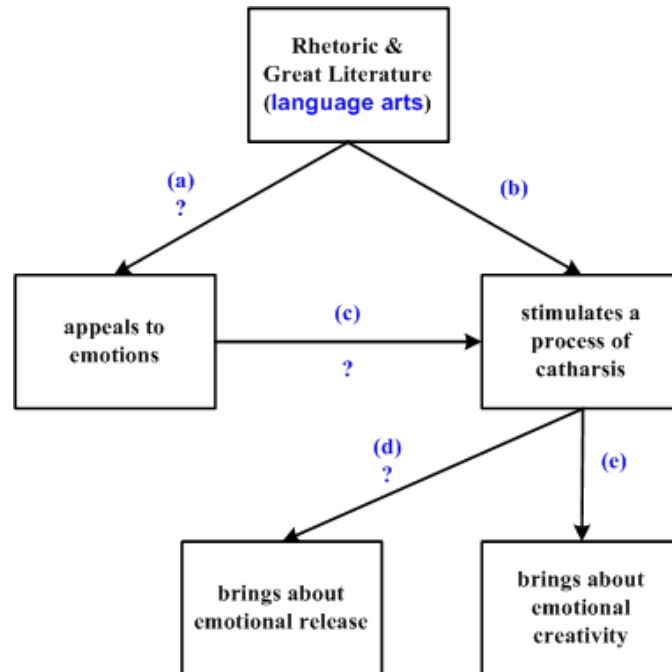 Rhetoric &
Great Literature
(language arts)
(a)
?
(b)
appeals to
emotions
(c)
?
stimulates a
process of
catharsis
(d)
?
(e)
brings about
emotional release
brings about
emotional
creativity